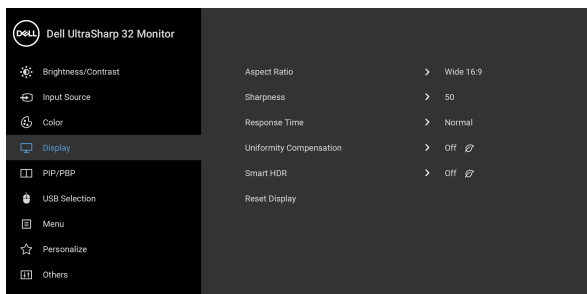 DELL Dell UltraSharp 32 Monitor
Brightness/Contrast
Input Source
Color
Display
PIP/PBP
USB Selection
Menu
Personalize
Others
Aspect Ratio > Wide 16:9
Sharpness > 50
Response Time > Normal
Uniformity Compensation > Off
Smart HDR > Off
Reset Display